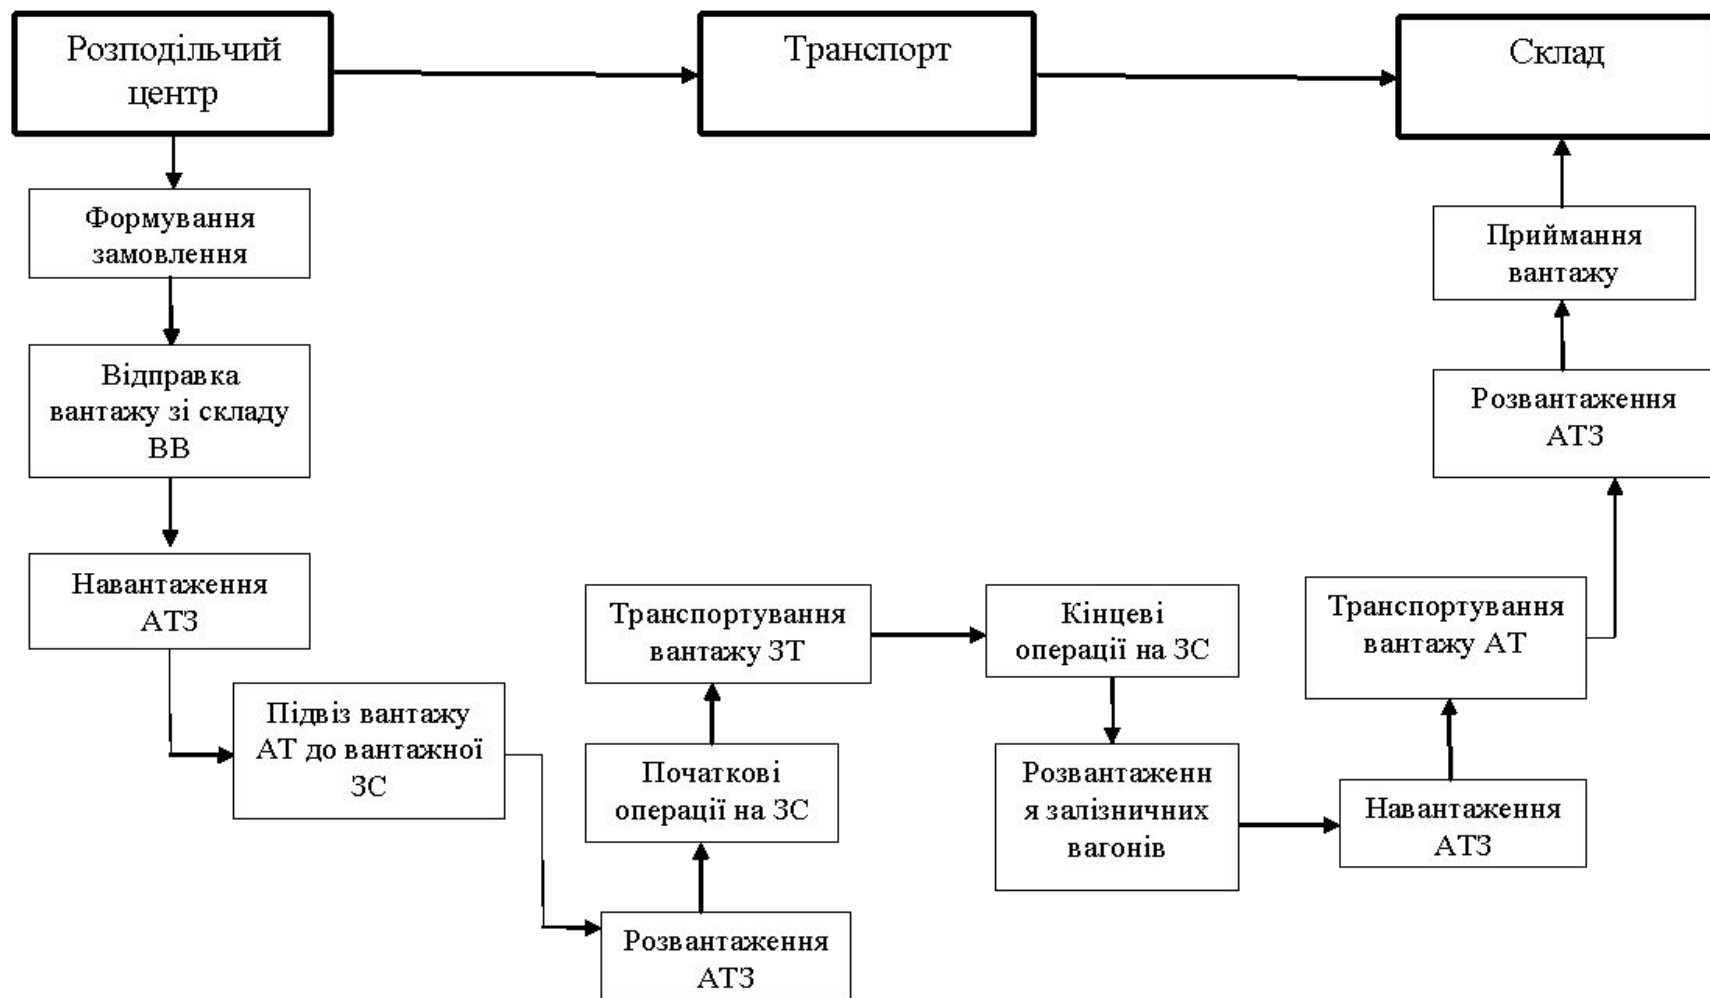 Розподільчий
центр
Транспорт
Склад
Формування
замовлення
Відправка
вантажу зі складу
ВВ
Навантаження
АТЗ
Підвіз вантажу
АТ до вантажної
ЗС
Розвантаження
АТЗ
Початкові
операції на ЗС
Транспортування
вантажу ЗТ
Кінцеві
операції на ЗС
Розвантаженн
я залізничних
вагонів
Навантаження
АТЗ
Транспортування
вантажу АТ
Розвантаження
АТЗ
Приймання
вантажу